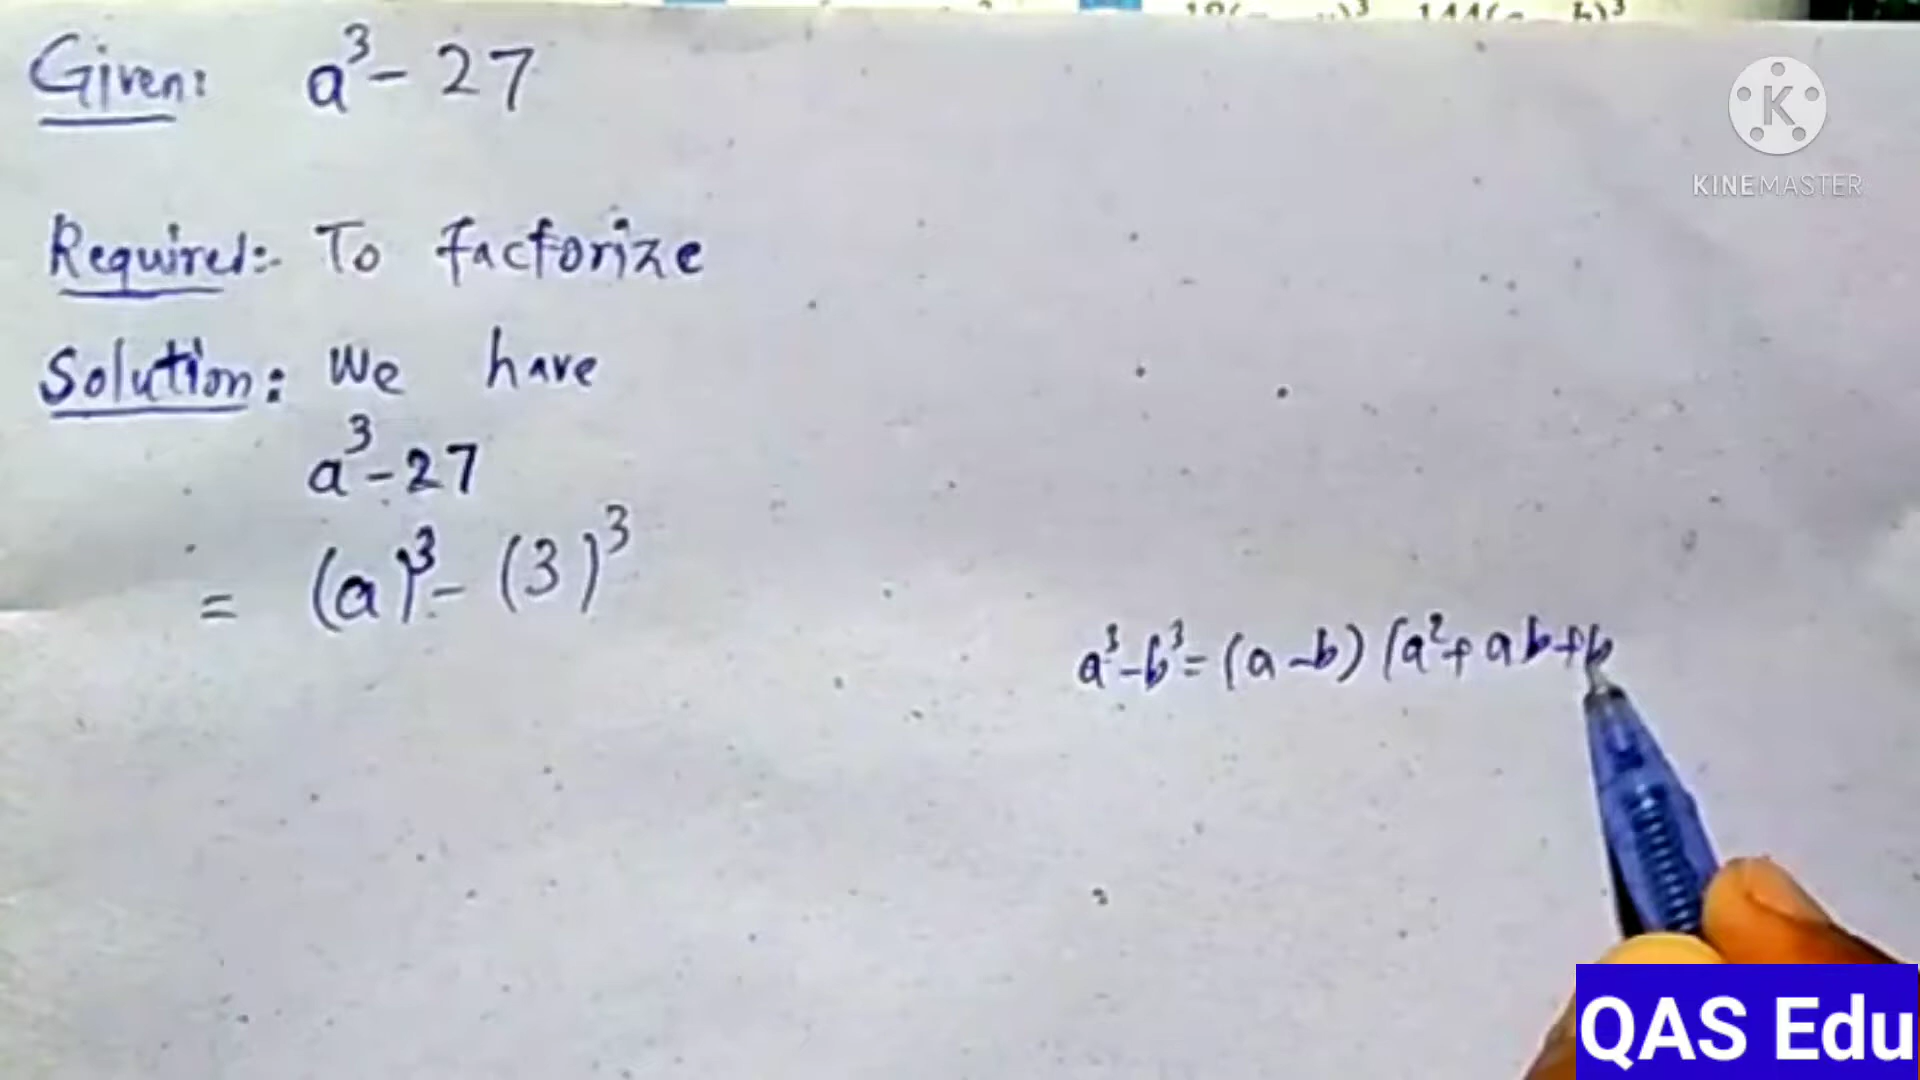 Given: a³ - 27
KINEMASTER
Required:- To factorize
Solution: We have
a³ - 27
= (a)³ - (3)³
a³ - b³ = (a - b) (a² + ab + b
QAS Edu